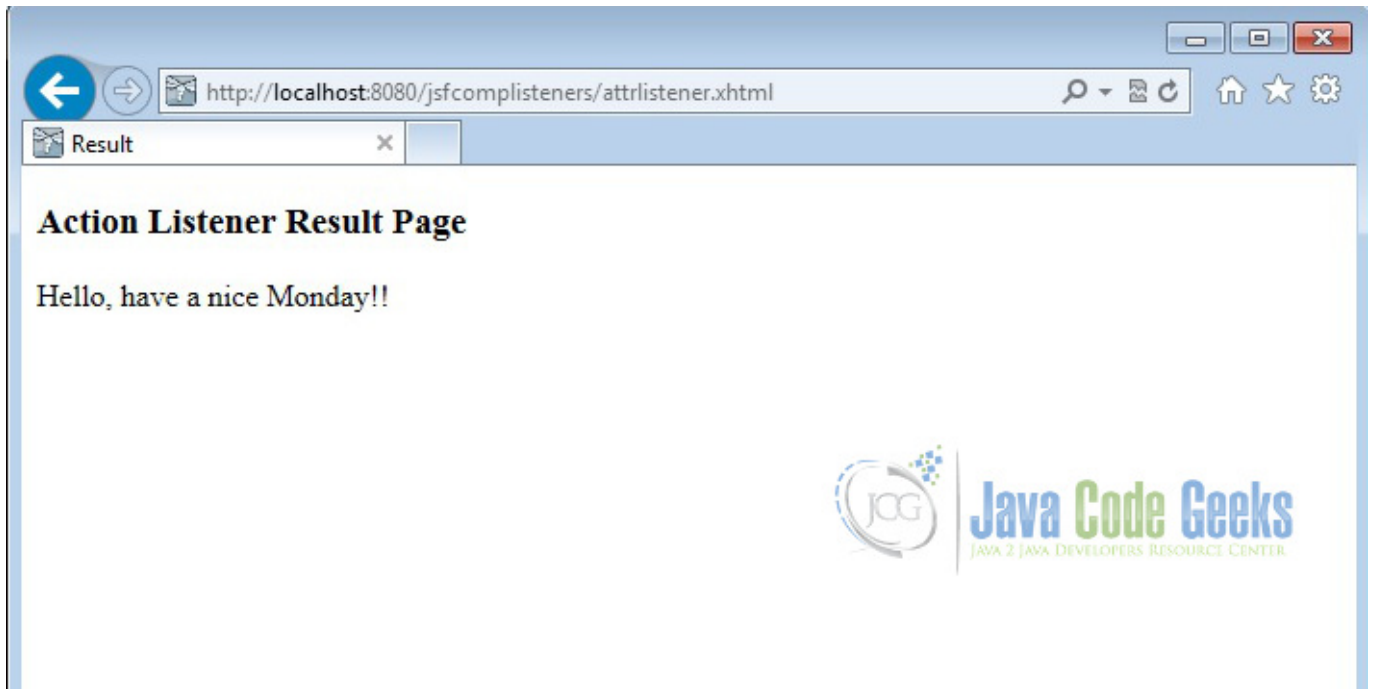 http://localhost:8080/jsfcomplisteners/attrlistener.xhtml
Result
Action Listener Result Page
Hello, have a nice Monday!!
JCG
Java Code Geeks
JAVA 2 JAVA DEVELOPERS RESOURCE CENTER